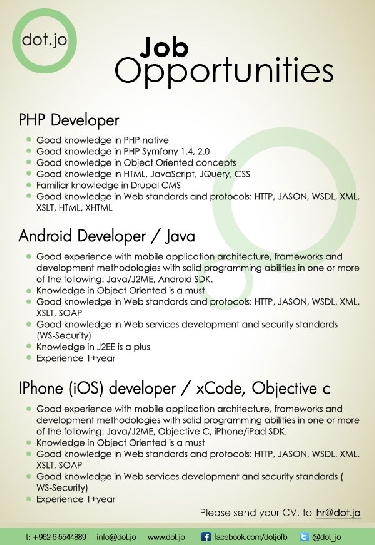 dot.jo
Job
Opportunities
PHP Developer
Good knowledge in PHP native
Good knowledge in PHP Symfony 1.4, 2.0
Good knowledge in Object Oriented concepts
Good knowledge in HTML, JavaScript, JQuery, CSS
Familiar knowledge in Drupal CMS
Good knowledge in Web standards and protocols: HTTP, JASON, WSDL, XML,
XSLT, HTML, XHTML
Android Developer / Java
Good experience with mobile application architecture, frameworks and
development methodologies with solid programming abilities in one or more
of the following: Java/J2ME, Android SDK.
Knowledge in Object Oriented is a must
Good knowledge in Web standards and protocols: HTTP, JASON, WSDL, XML,
XSLT, SOAP
Good knowledge in Web services development and security standards
(WS-Security)
Knowledge in J2EE is a plus
Experience 1+year
IPhone (iOS) developer / xCode, Objective c
Good experience with mobile application architecture, frameworks and
development methodologies with solid programming abilities in one or more
of the following: Java/J2ME, Objective C, iPhone/iPad SDK.
Knowledge in Object Oriented is a must
Good knowledge in Web standards and protocols: HTTP, JASON, WSDL, XML,
XSLT, SOAP
Good knowledge in Web services development and security standards (
WS-Security)
Experience 1+year
Please send your CV. to hr@dot.jo
info@dot.jo www.dot.jo facebook.com/dotjofb @dot_jo